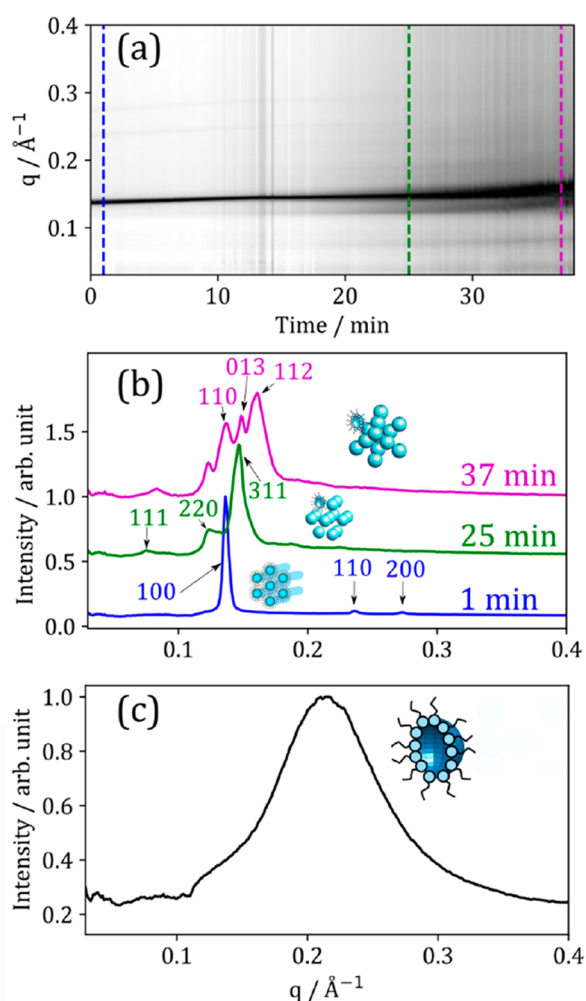 (a)
q / Å⁻¹
0.4
0.3
0.2
0.1
0 10 20 30
Time / min
(b)
Intensity / arb. unit
1.5
1.0
0.5
0.0
013
110 112
37 min
311
111 220
25 min
100
110 200
1 min
0.1 0.2 0.3 0.4
(c)
Intensity / arb. unit
1.0
0.8
0.6
0.4
0.2
0.1 0.2 0.3 0.4
q / Å⁻¹